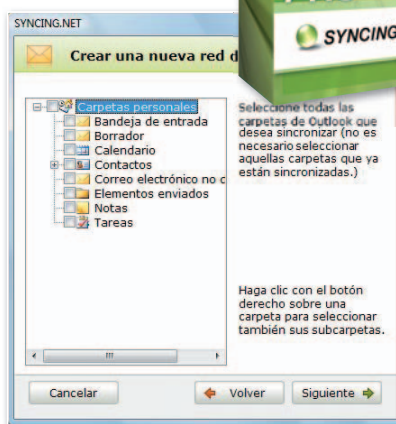 SYNCING.NET
SYNCING
Crear una nueva red d
Carpetas personales
Bandeja de entrada
Borrador
Calendario
Contactos
Correo electrónico no c
Elementos enviados
Notas
Tareas
Seleccione todas las
carpetas de Outlook que
desea sincronizar (no es
necesario seleccionar
aquellas carpetas que ya
están sincronizadas.)
Haga clic con el botón
derecho sobre una
carpeta para seleccionar
también sus subcarpetas.
Cancelar
Volver
Siguiente